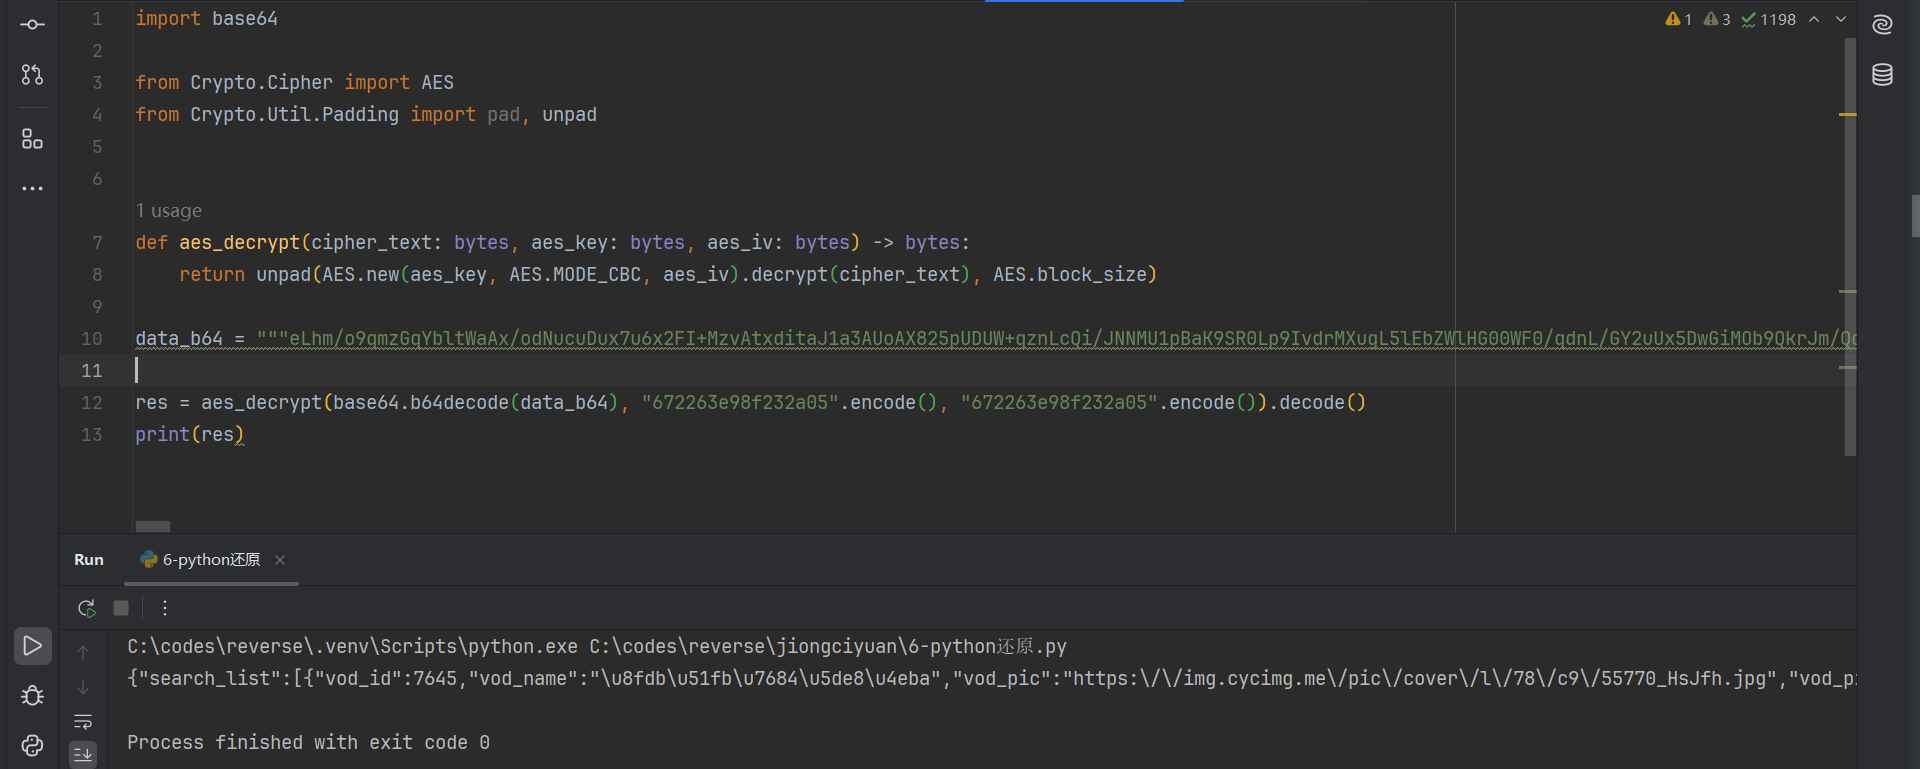 1 import base64
1 3 1198
2
3 from Crypto.Cipher import AES
4 from Crypto.Util.Padding import pad, unpad
5
6
1 usage
7 def aes_decrypt(cipher_text: bytes, aes_key: bytes, aes_iv: bytes) -> bytes:
8 return unpad(AES.new(aes_key, AES.MODE_CBC, aes_iv).decrypt(cipher_text), AES.block_size)
9
10 data_b64 = """eLhm/o9qmzGqYbltWaAx/odNucuDux7u6x2FI+MzvAtxditaJ1a3AUoAX825pUDUW+qznLcQi/JNNMU1pBaK9SR0Lp9IvdrMXuqL5lEbZWlHG00WF0/qdnL/GY2uUx5DwGiMOb9QkrJm/Qd
11
12 res = aes_decrypt(base64.b64decode(data_b64), "672263e98f232a05".encode(), "672263e98f232a05".encode()).decode()
13 print(res)
Run 6-python还原
C:\codes\reverse\.venv\Scripts\python.exe C:\codes\reverse\jiongciyuan\6-python还原.py
{"search_list":[{"vod_id":7645,"vod_name":"\u8fdb\u51fb\u7684\u5de8\u4eba","vod_pic":"https:\/\/img.cycimg.me\/pic\/cover\/l\/78\/c9\/55770_HsJfh.jpg","vod_pi
Process finished with exit code 0